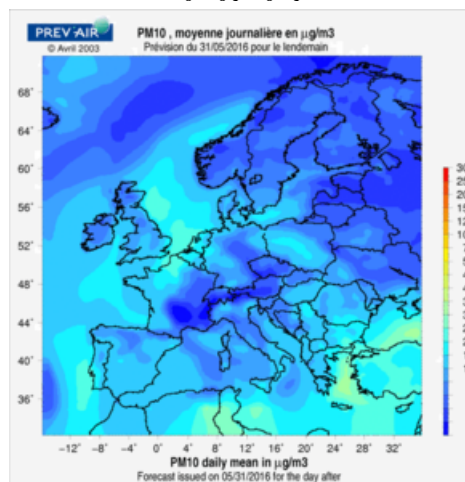 PREV'AIR
© Avril 2003
PM10 , moyenne journalière en µg/m3
Prévision du 31/05/2016 pour le lendemain
68°
64°
60°
56°
52°
48°
44°
40°
36°
−12° −8° −4° 0° 4° 8° 12° 16° 20° 24° 28° 32°
PM10 daily mean in µg/m3
Forecast issued on 05/31/2016 for the day after